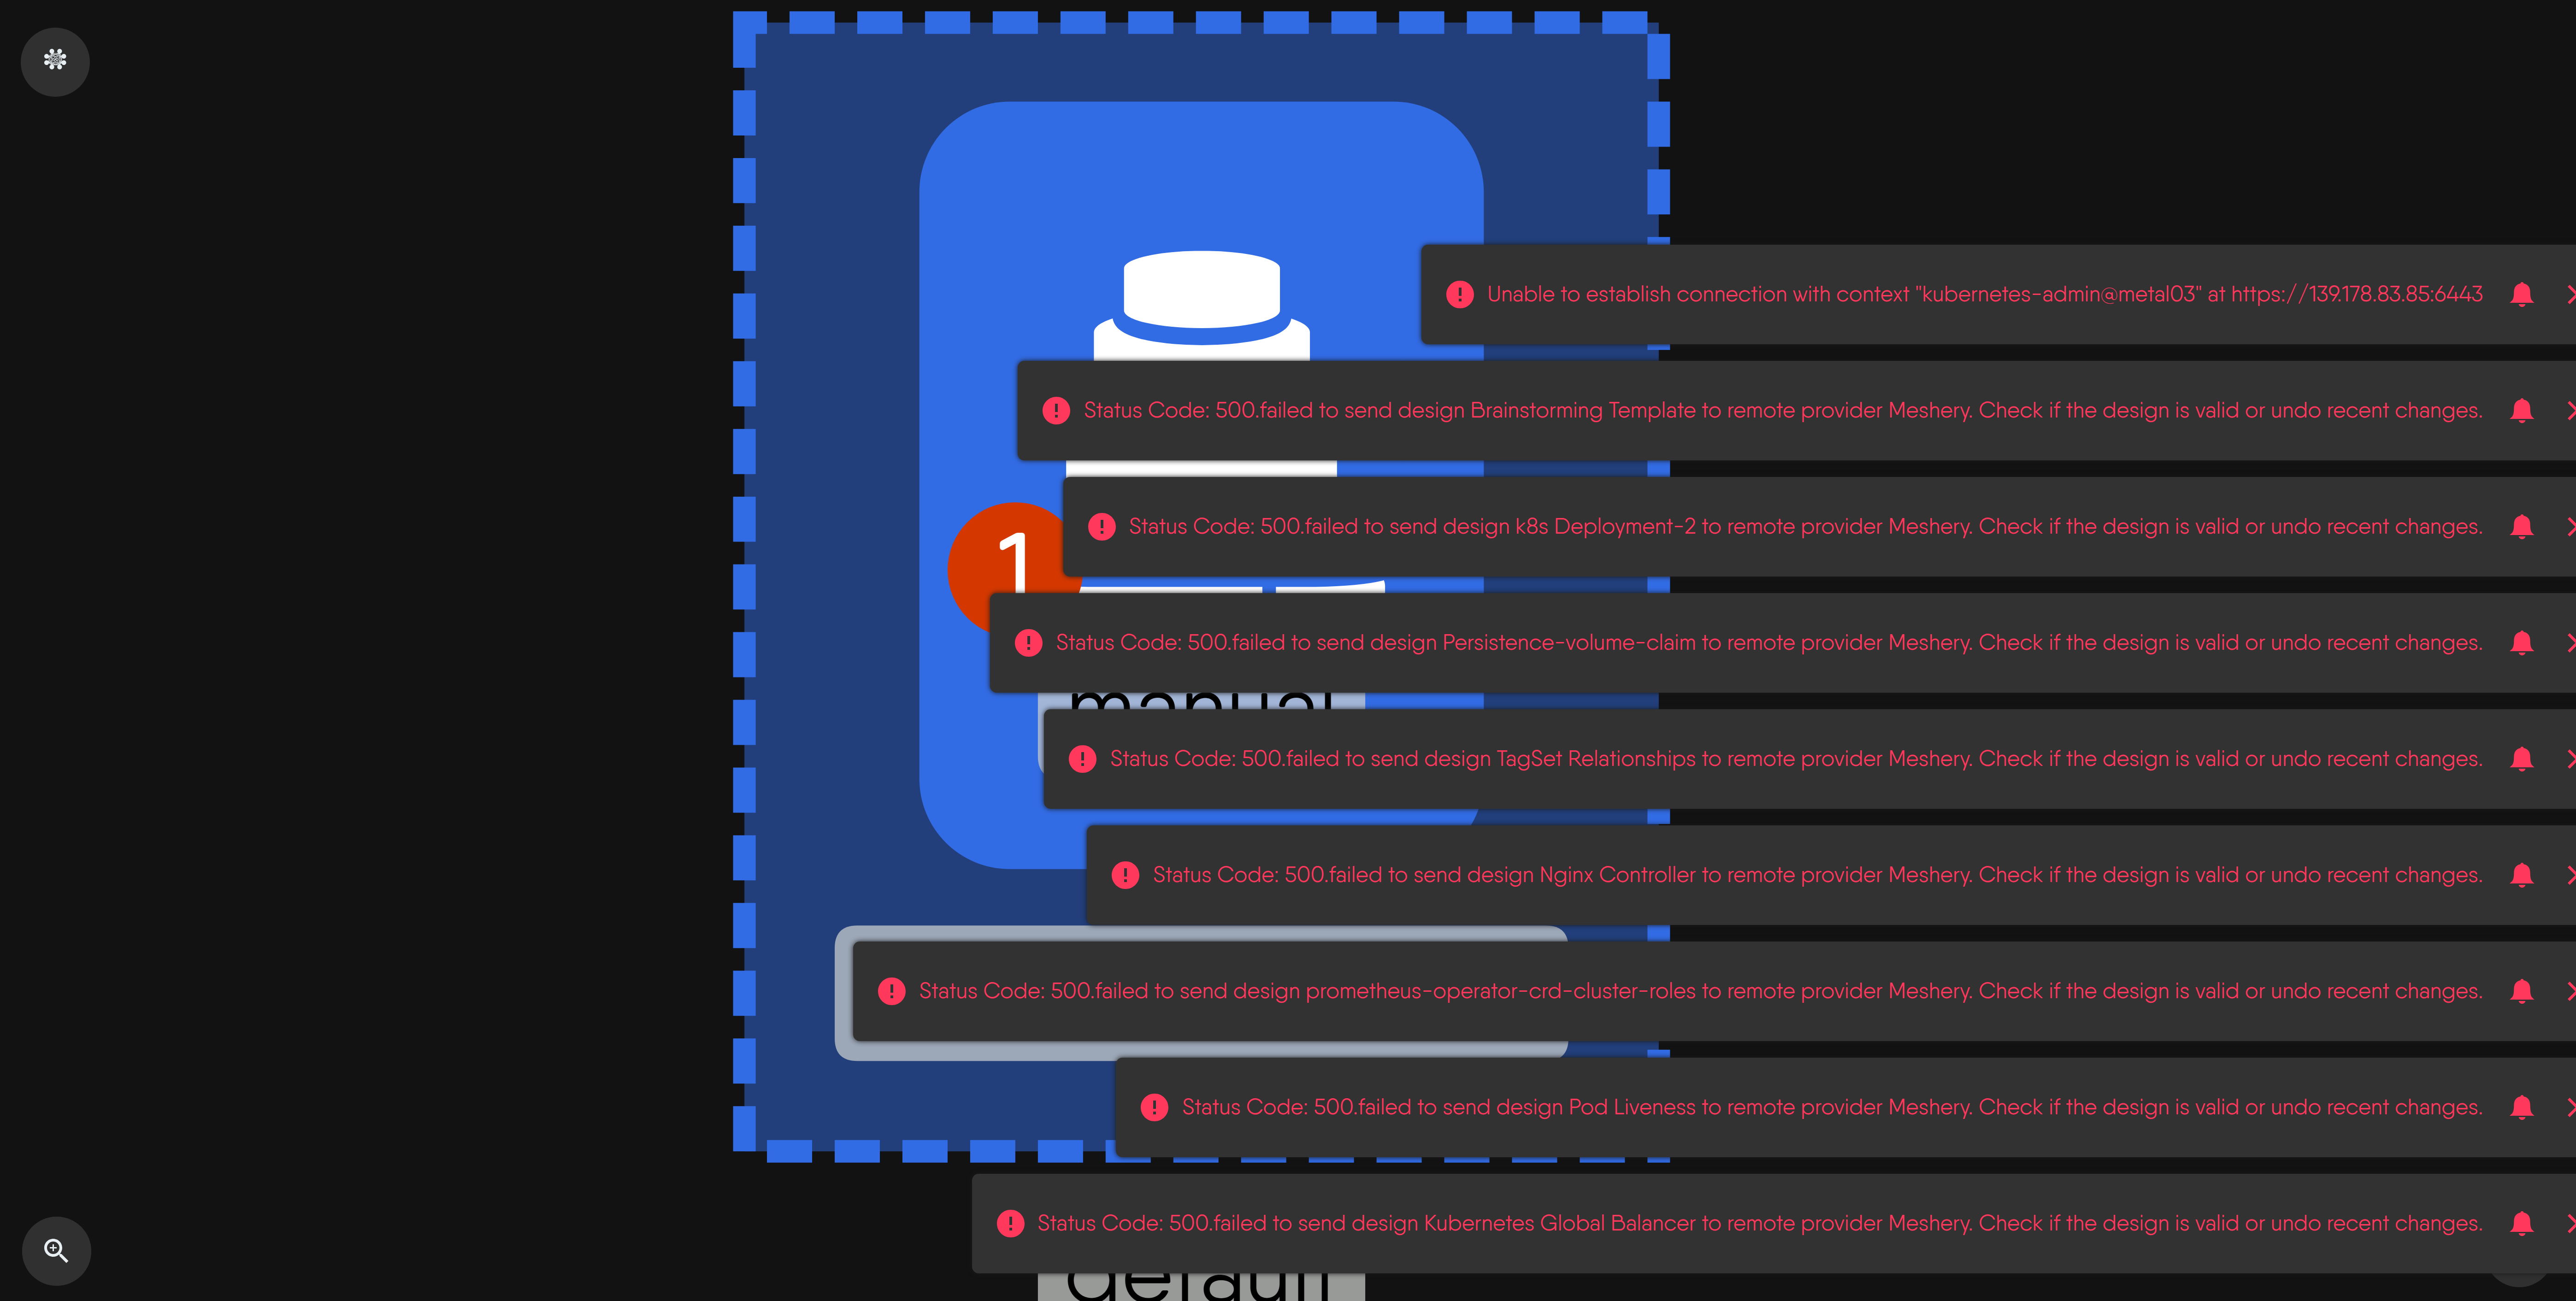 Unable to establish connection with context "kubernetes-admin@metal03" at https://139.178.83.85:6443
Status Code: 500.failed to send design Brainstorming Template to remote provider Meshery. Check if the design is valid or undo recent changes.
Status Code: 500.failed to send design k8s Deployment-2 to remote provider Meshery. Check if the design is valid or undo recent changes.
1
Status Code: 500.failed to send design Persistence-volume-claim to remote provider Meshery. Check if the design is valid or undo recent changes.
manual
Status Code: 500.failed to send design TagSet Relationships to remote provider Meshery. Check if the design is valid or undo recent changes.
Status Code: 500.failed to send design Nginx Controller to remote provider Meshery. Check if the design is valid or undo recent changes.
Status Code: 500.failed to send design prometheus-operator-crd-cluster-roles to remote provider Meshery. Check if the design is valid or undo recent changes.
Status Code: 500.failed to send design Pod Liveness to remote provider Meshery. Check if the design is valid or undo recent changes.
Status Code: 500.failed to send design Kubernetes Global Balancer to remote provider Meshery. Check if the design is valid or undo recent changes.
default